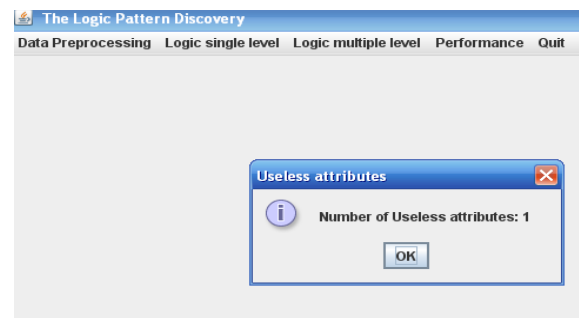 The Logic Pattern Discovery
Data Preprocessing Logic single level Logic multiple level Performance Quit
Useless attributes
i Number of Useless attributes: 1
OK